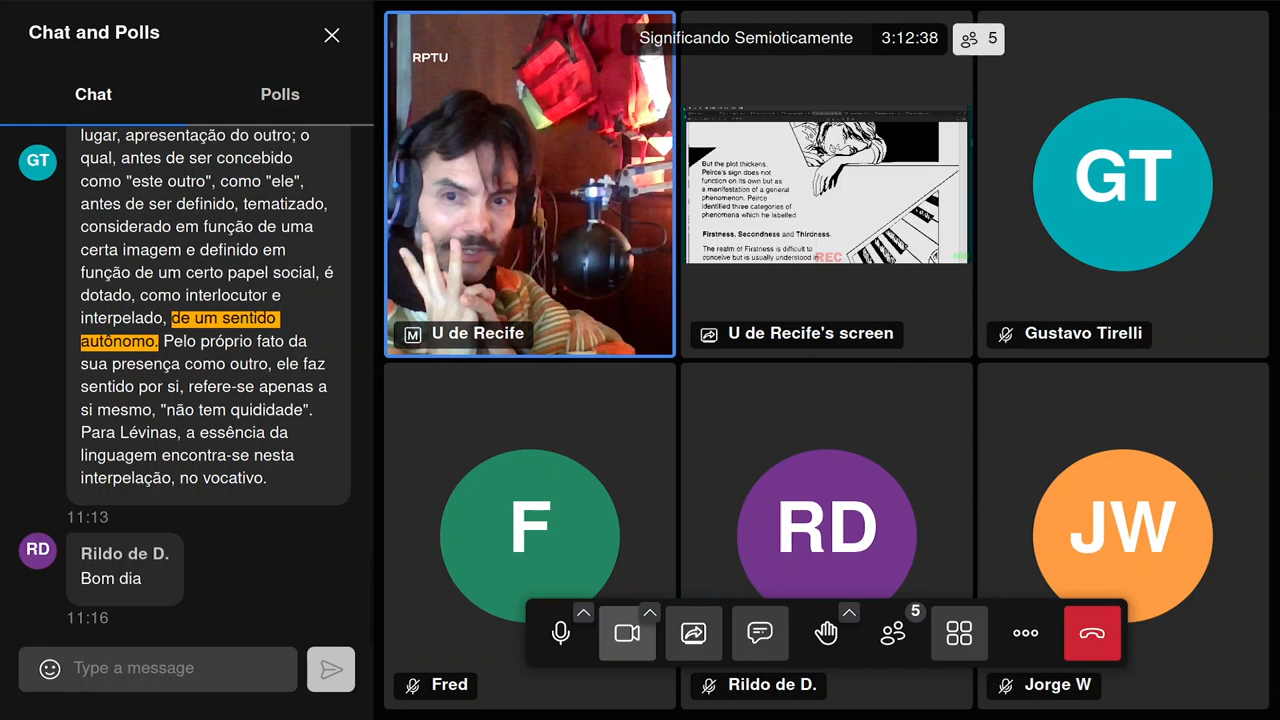 Chat and Polls
Chat
Polls
GT
lugar, apresentação do outro; o
qual, antes de ser concebido
como "este outro", como "ele",
antes de ser definido, tematizado,
considerado em função de uma
certa imagem e definido em
função de um certo papel social, é
dotado, como interlocutor e
interpelado, de um sentido
autônomo. Pelo próprio fato da
sua presença como outro, ele faz
sentido por si, refere-se apenas a
si mesmo, "não tem quididade".
Para Lévinas, a essência da
linguagem encontra-se nesta
interpelação, no vocativo.
11:13
RD
Rildo de D.
Bom dia
11:16
Type a message
Significando Semioticamente
3:12:38
5
RPTU
M
U de Recife
But the plot thickens.
Peirce's sign does not
function on its own but as
a manifestation of a general
phenomenon. Peirce
identified three categories of
phenomena which he labelled
Firstness, Secondness and Thirdness.
The realm of Firstness is difficult to
conceive but is usually understood in
REC
U de Recife's screen
GT
Gustavo Tirelli
F
Fred
RD
Rildo de D.
JW
Jorge W
5